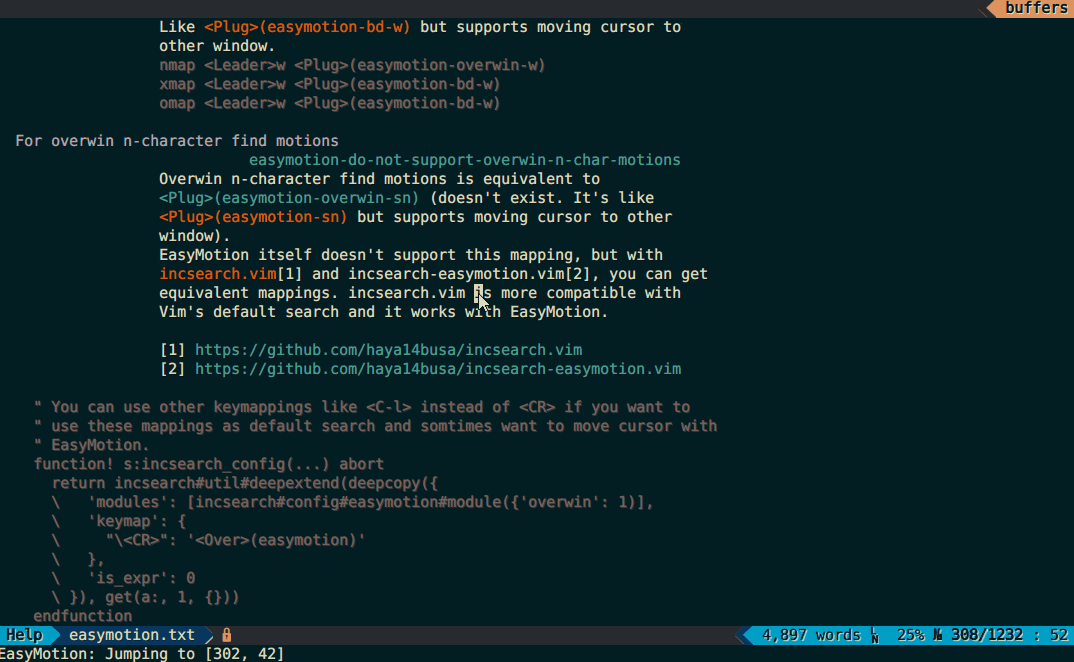 buffers
Like <Plug>(easymotion-bd-w) but supports moving cursor to
other window.
nmap <Leader>w <Plug>(easymotion-overwin-w)
xmap <Leader>w <Plug>(easymotion-bd-w)
omap <Leader>w <Plug>(easymotion-bd-w)
For overwin n-character find motions
easymotion-do-not-support-overwin-n-char-motions
Overwin n-character find motions is equivalent to
<Plug>(easymotion-overwin-sn) (doesn't exist. It's like
<Plug>(easymotion-sn) but supports moving cursor to other
window).
EasyMotion itself doesn't support this mapping, but with
incsearch.vim[1] and incsearch-easymotion.vim[2], you can get
equivalent mappings. incsearch.vim is more compatible with
Vim's default search and it works with EasyMotion.
[1] https://github.com/haya14busa/incsearch.vim
[2] https://github.com/haya14busa/incsearch-easymotion.vim
" You can use other keymappings like <C-l> instead of <CR> if you want to
" use these mappings as default search and somtimes want to move cursor with
" EasyMotion.
function! s:incsearch_config(...) abort
return incsearch#util#deepextend(deepcopy({
\   'modules': [incsearch#config#easymotion#module({'overwin': 1})],
\   'keymap': {
\     "\<CR>": '<Over>(easymotion)'
\   },
\   'is_expr': 0
\ }), get(a:, 1, {}))
endfunction
Help easymotion.txt 4,897 words LN 25% № 308/1232 : 52
EasyMotion: Jumping to [302, 42]